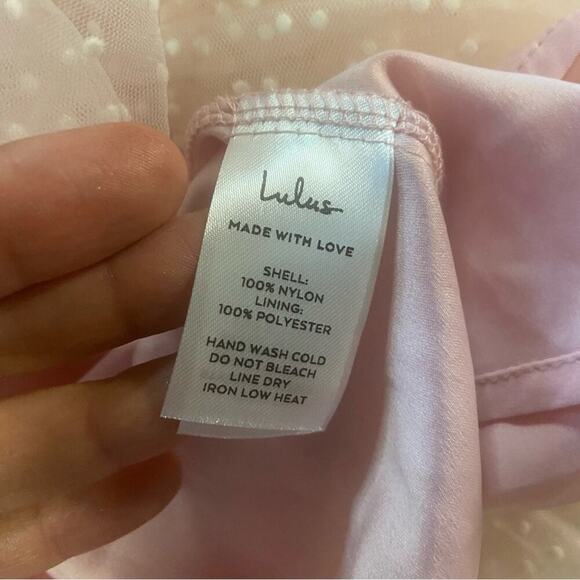 Lulus
MADE WITH LOVE
SHELL:
100% NYLON
LINING:
100% POLYESTER
HAND WASH COLD
DO NOT BLEACH
LINE DRY
IRON LOW HEAT